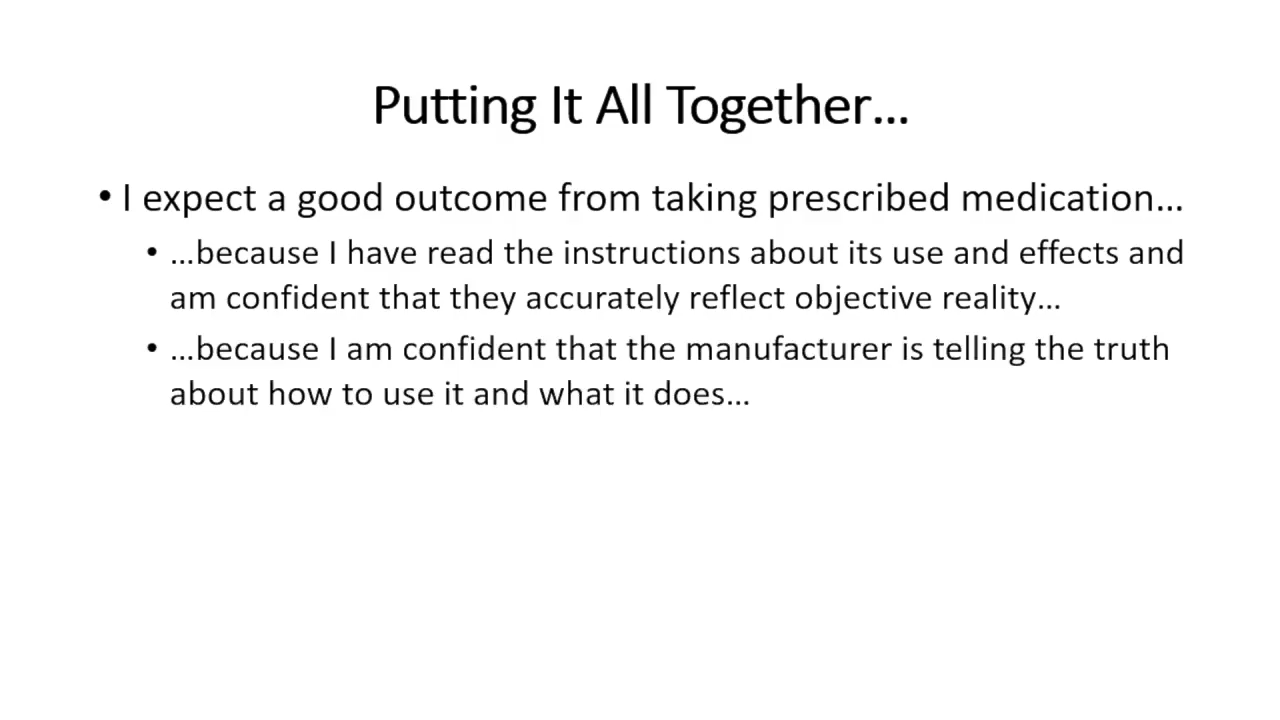 Putting It All Together…
• I expect a good outcome from taking prescribed medication…
• …because I have read the instructions about its use and effects and
am confident that they accurately reflect objective reality…
• …because I am confident that the manufacturer is telling the truth
about how to use it and what it does…